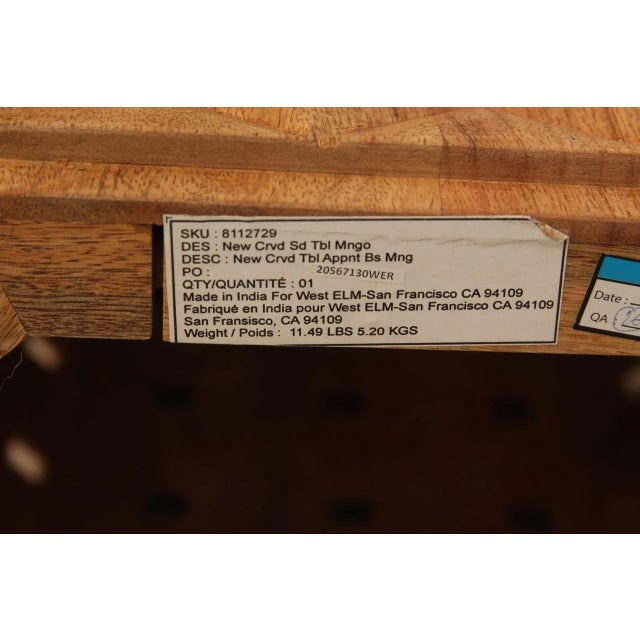 SKU : 8112729
DES : New Crvd Sd Tbl Mngo
DESC : New Crvd Tbl Appnt Bs Mng
PO : 20567130WER
QTY/QUANTITÉ : 01
Made in India For West ELM-San Francisco CA 94109
Fabriqué en India pour West ELM-San Francisco CA 94109
San Fransisco, CA 94109
Weight / Poids : 11.49 LBS 5.20 KGS
Date :
QA